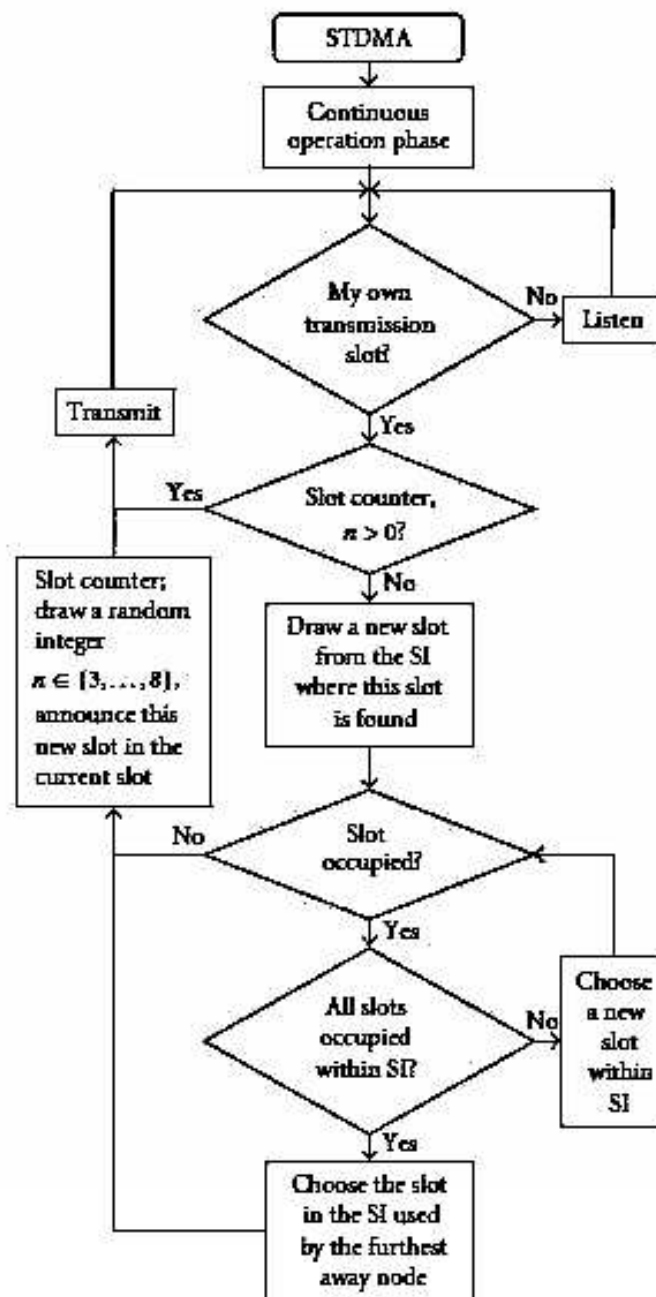 STDMA
Continuous
operation phase
My own
transmission
slot?
No
Listen
Transmit
Yes
Yes
Slot counter,
n > 0?
No
Slot counter;
draw a random
integer
n ∈ {3,...,8},
announce this
new slot in the
current slot
Draw a new slot
from the SI
where this slot
is found
No
Slot
occupied?
Yes
All slots
occupied
within SI?
No
Choose
a new
slot
within
SI
Yes
Choose the slot
in the SI used
by the furthest
away node